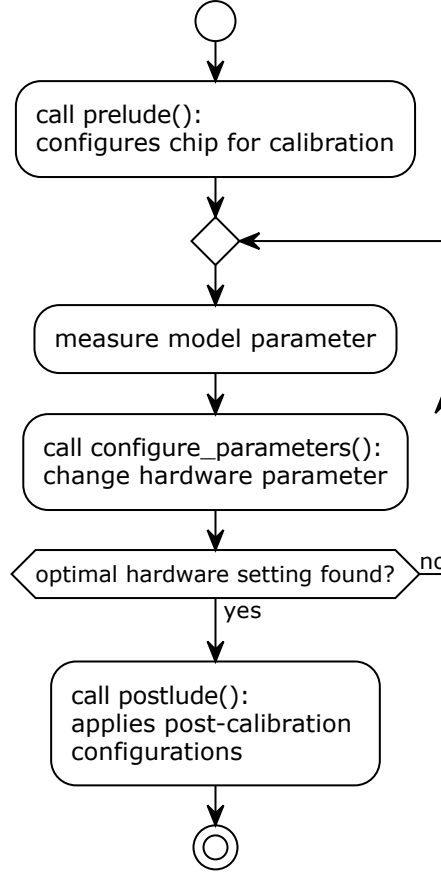 call prelude():
configures chip for calibration
measure model parameter
call configure_parameters():
change hardware parameter
optimal hardware setting found?
no
yes
call postlude():
applies post-calibration
configurations